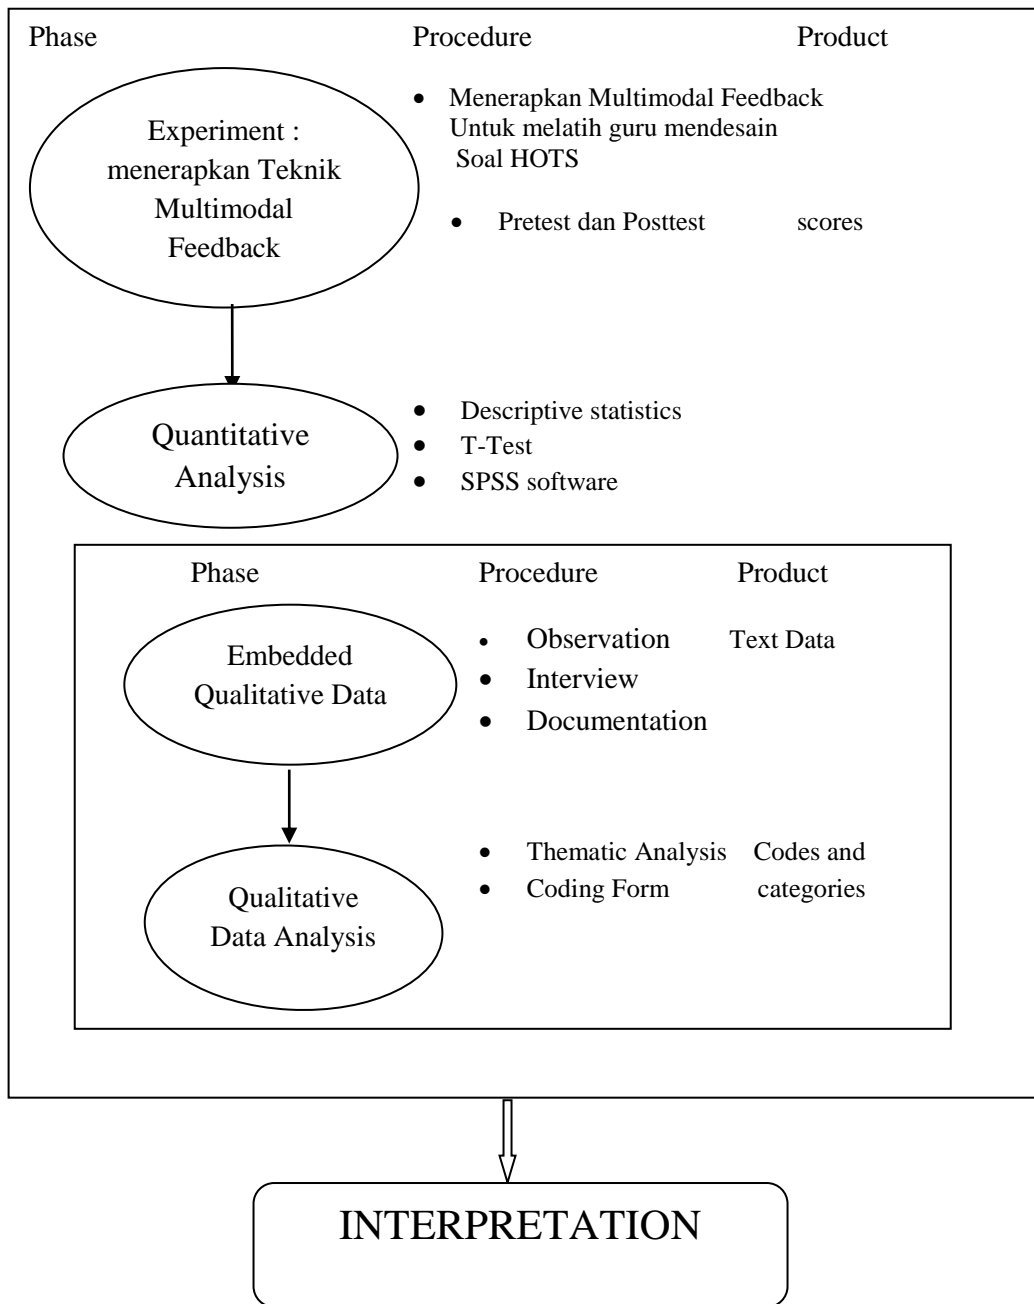 Phase Procedure Product
Experiment :
menerapkan Teknik
Multimodal
Feedback
• Menerapkan Multimodal Feedback
Untuk melatih guru mendesain
Soal HOTS
• Pretest dan Posttest scores
Quantitative
Analysis
• Descriptive statistics
• T-Test
• SPSS software
Phase Procedure Product
Embedded
Qualitative Data
• Observation Text Data
• Interview
• Documentation
Qualitative
Data Analysis
• Thematic Analysis Codes and
• Coding Form categories
INTERPRETATION